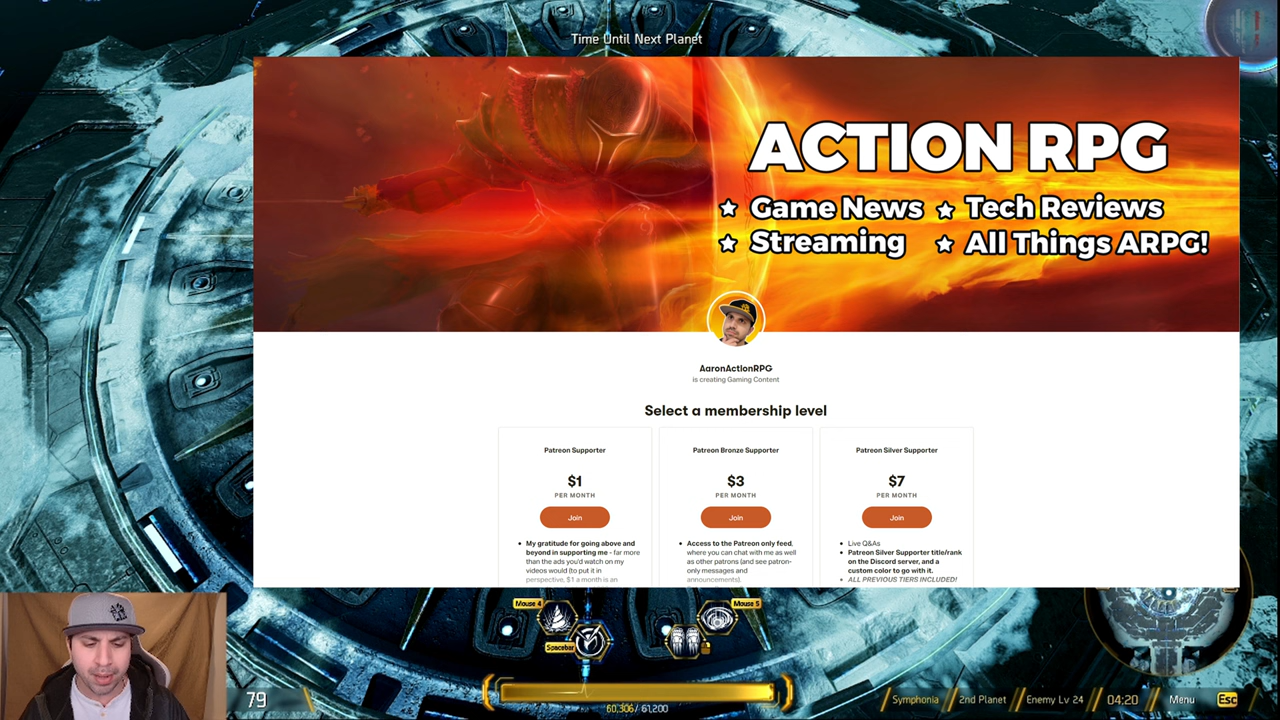 Time Until Next Planet
ACTION RPG
Game News
Tech Reviews
Streaming
All Things ARPG!
AaronActionRPG
is creating Gaming Content
Select a membership level
Patreon Supporter
$1
PER MONTH
Join
My gratitude for going above and
beyond in supporting me - far more
than the ads you'd watch on my
videos would (to put it in
perspective, $1 a month is an
Patreon Bronze Supporter
$3
PER MONTH
Join
Access to the Patreon only feed,
where you can chat with me as well
as other patrons (and see patron-
only messages and
announcements).
Patreon Silver Supporter
$7
PER MONTH
Join
Live Q&As
Patreon Silver Supporter title/rank
on the Discord server, and a
custom color to go with it.
ALL PREVIOUS TIERS INCLUDED!
Mouse 4
Mouse 5
Spacebar
79
60,306/ 61,200
Symphonia
2nd Planet
Enemy Lv 24
04:20
Menu
Esc